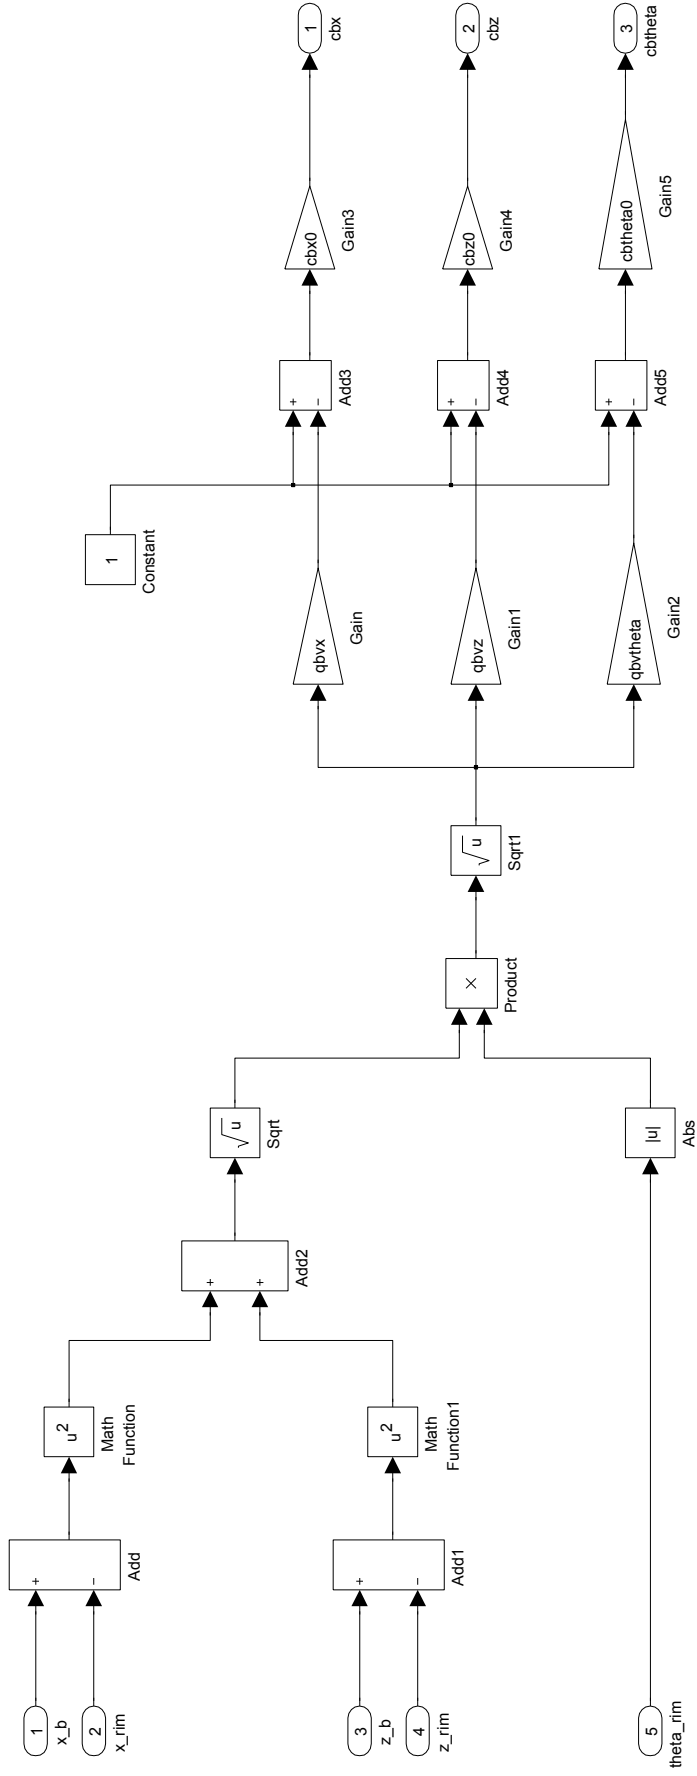 1
x_b
2
x_rim
+
−
Add
u²
Math
Function
3
z_b
4
z_rim
+
−
Add1
u²
Math
Function1
+
+
Add2
√u
Sqrt
5
theta_rim
|u|
Abs
×
Product
√u
Sqrt1
1
Constant
qbvx
Gain
qbvz
Gain1
qbvtheta
Gain2
+
−
Add3
+
−
Add4
+
−
Add5
cbx0
Gain3
cbz0
Gain4
cbtheta0
Gain5
1
cbx
2
cbz
3
cbtheta